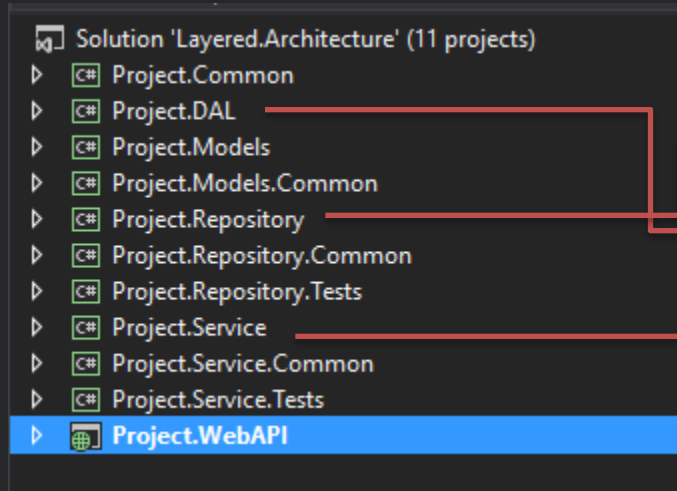 Solution 'Layered.Architecture' (11 projects)
C# Project.Common
C# Project.DAL
C# Project.Models
C# Project.Models.Common
C# Project.Repository
C# Project.Repository.Common
C# Project.Repository.Tests
C# Project.Service
C# Project.Service.Common
C# Project.Service.Tests
Project.WebAPI